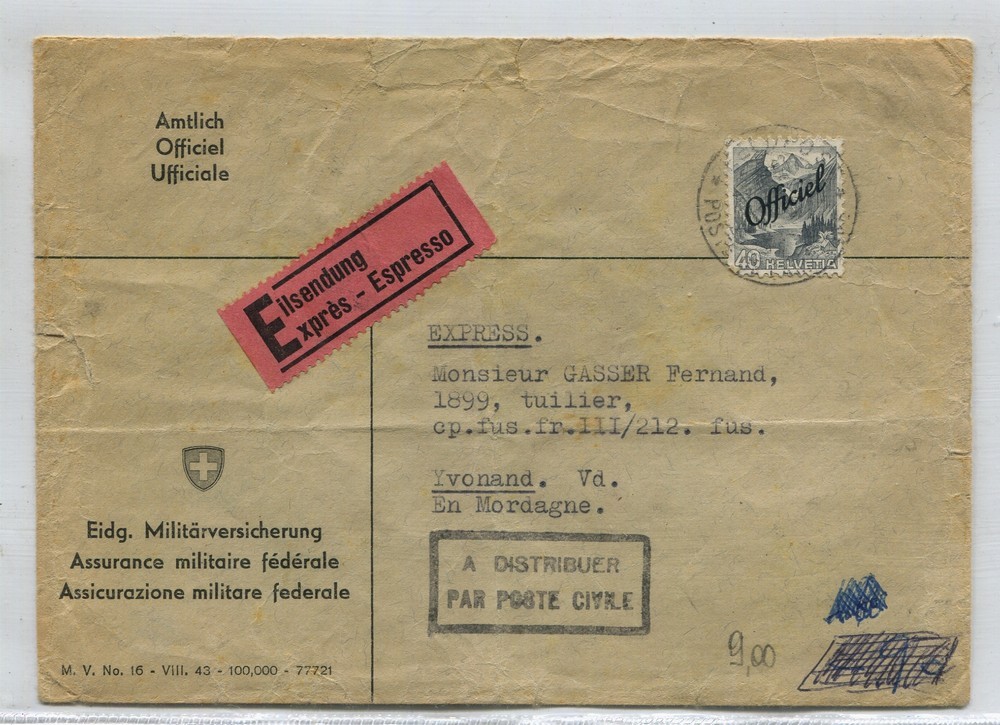 Amtlich
Officiel
Ufficiale
Officiel
40 HELVETIA
Eilsendung
Exprès - Espresso
EXPRESS.
Monsieur GASSER Fernand,
1899, tuilier,
cp.fus.fr.III/212. fus.
Yvonand. Vd.
En Mordagne.
A DISTRIBUER
PAR POSTE CIVILE
Eidg. Militärversicherung
Assurance militaire fédérale
Assicurazione militare federale
M. V. No. 16 - VIII. 43 - 100,000 - 77721
9,00